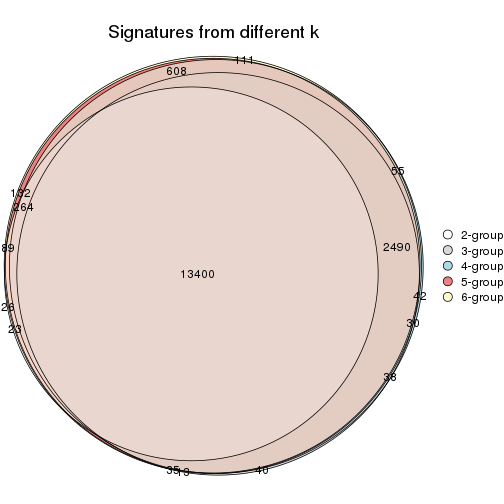 Signatures from different k
111
608
55
132
264
89
2490
13400
42
26
30
23
38
35
13
40
2-group
3-group
4-group
5-group
6-group